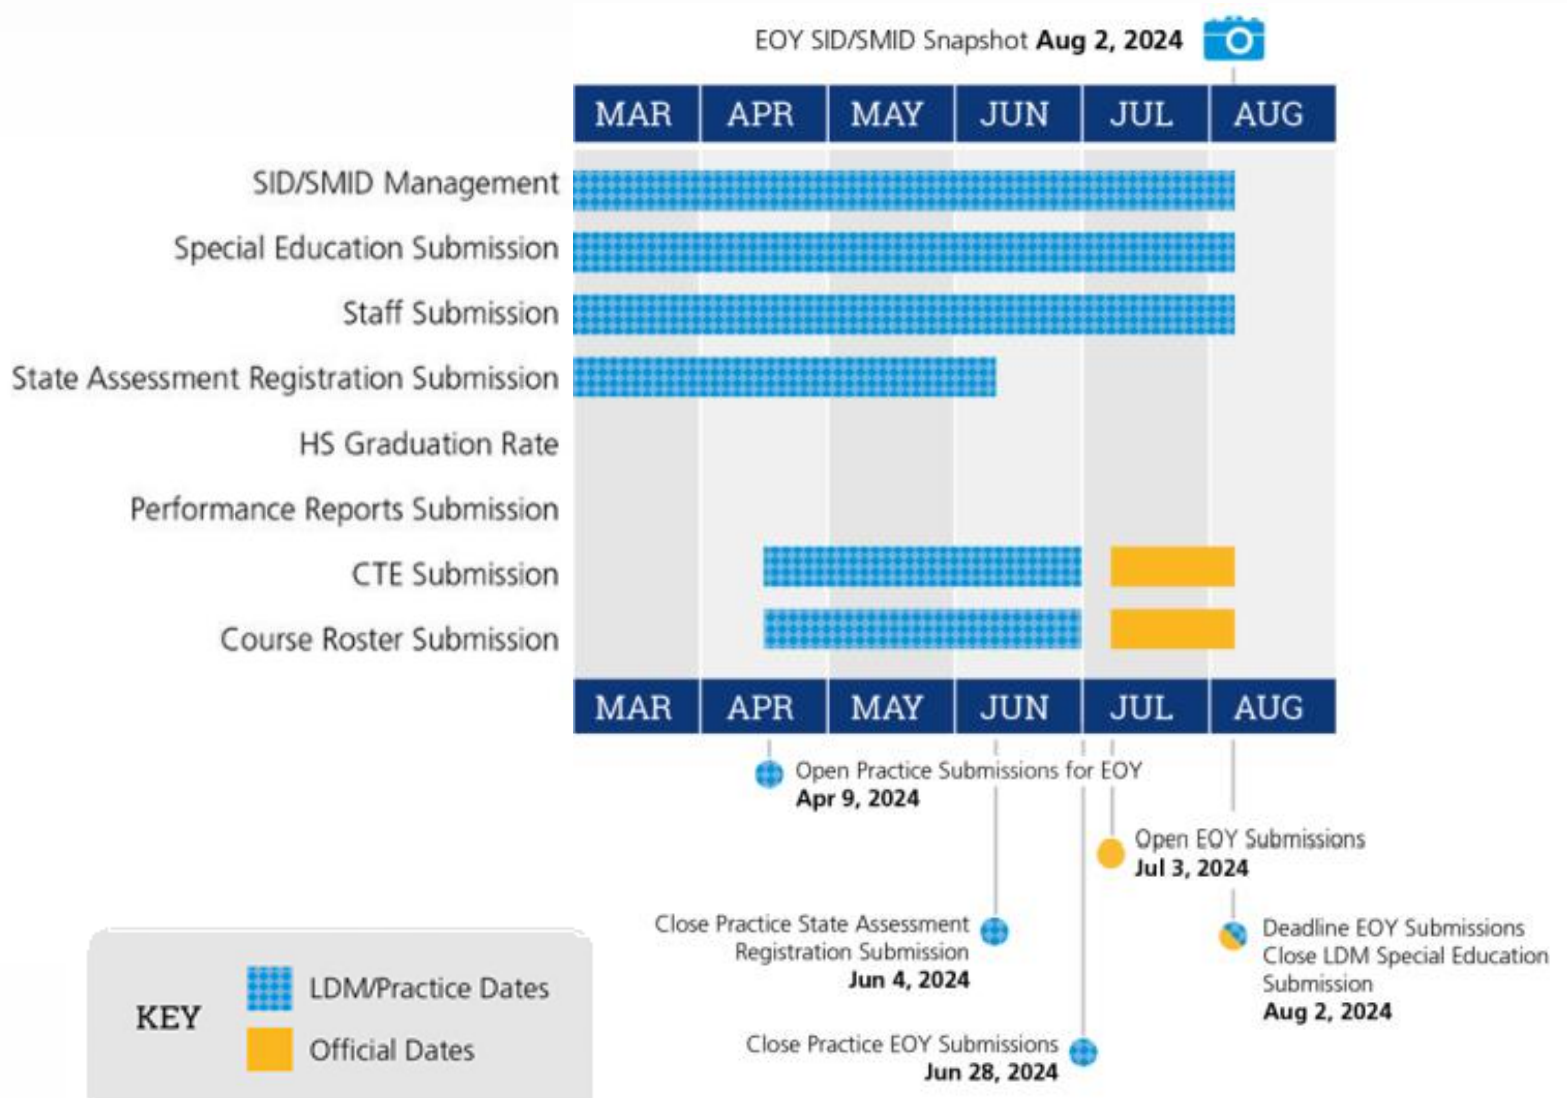 EOY SID/SMID Snapshot Aug 2, 2024
MAR APR MAY JUN JUL AUG
SID/SMID Management
Special Education Submission
Staff Submission
State Assessment Registration Submission
HS Graduation Rate
Performance Reports Submission
CTE Submission
Course Roster Submission
MAR APR MAY JUN JUL AUG
Open Practice Submissions for EOY
Apr 9, 2024
Open EOY Submissions
Jul 3, 2024
Close Practice State Assessment
Registration Submission
Jun 4, 2024
Deadline EOY Submissions
Close LDM Special Education
Submission
Aug 2, 2024
Close Practice EOY Submissions
Jun 28, 2024
KEY
LDM/Practice Dates
Official Dates